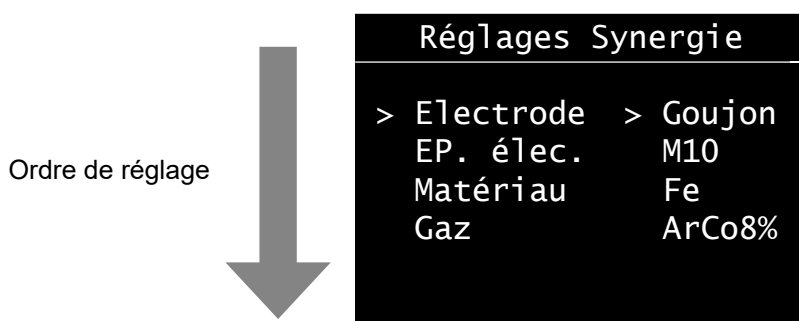 Ordre de réglage
Réglages Synergie
> Electrode > Goujon
EP. élec. M10
Matériau Fe
Gaz ArCo8%